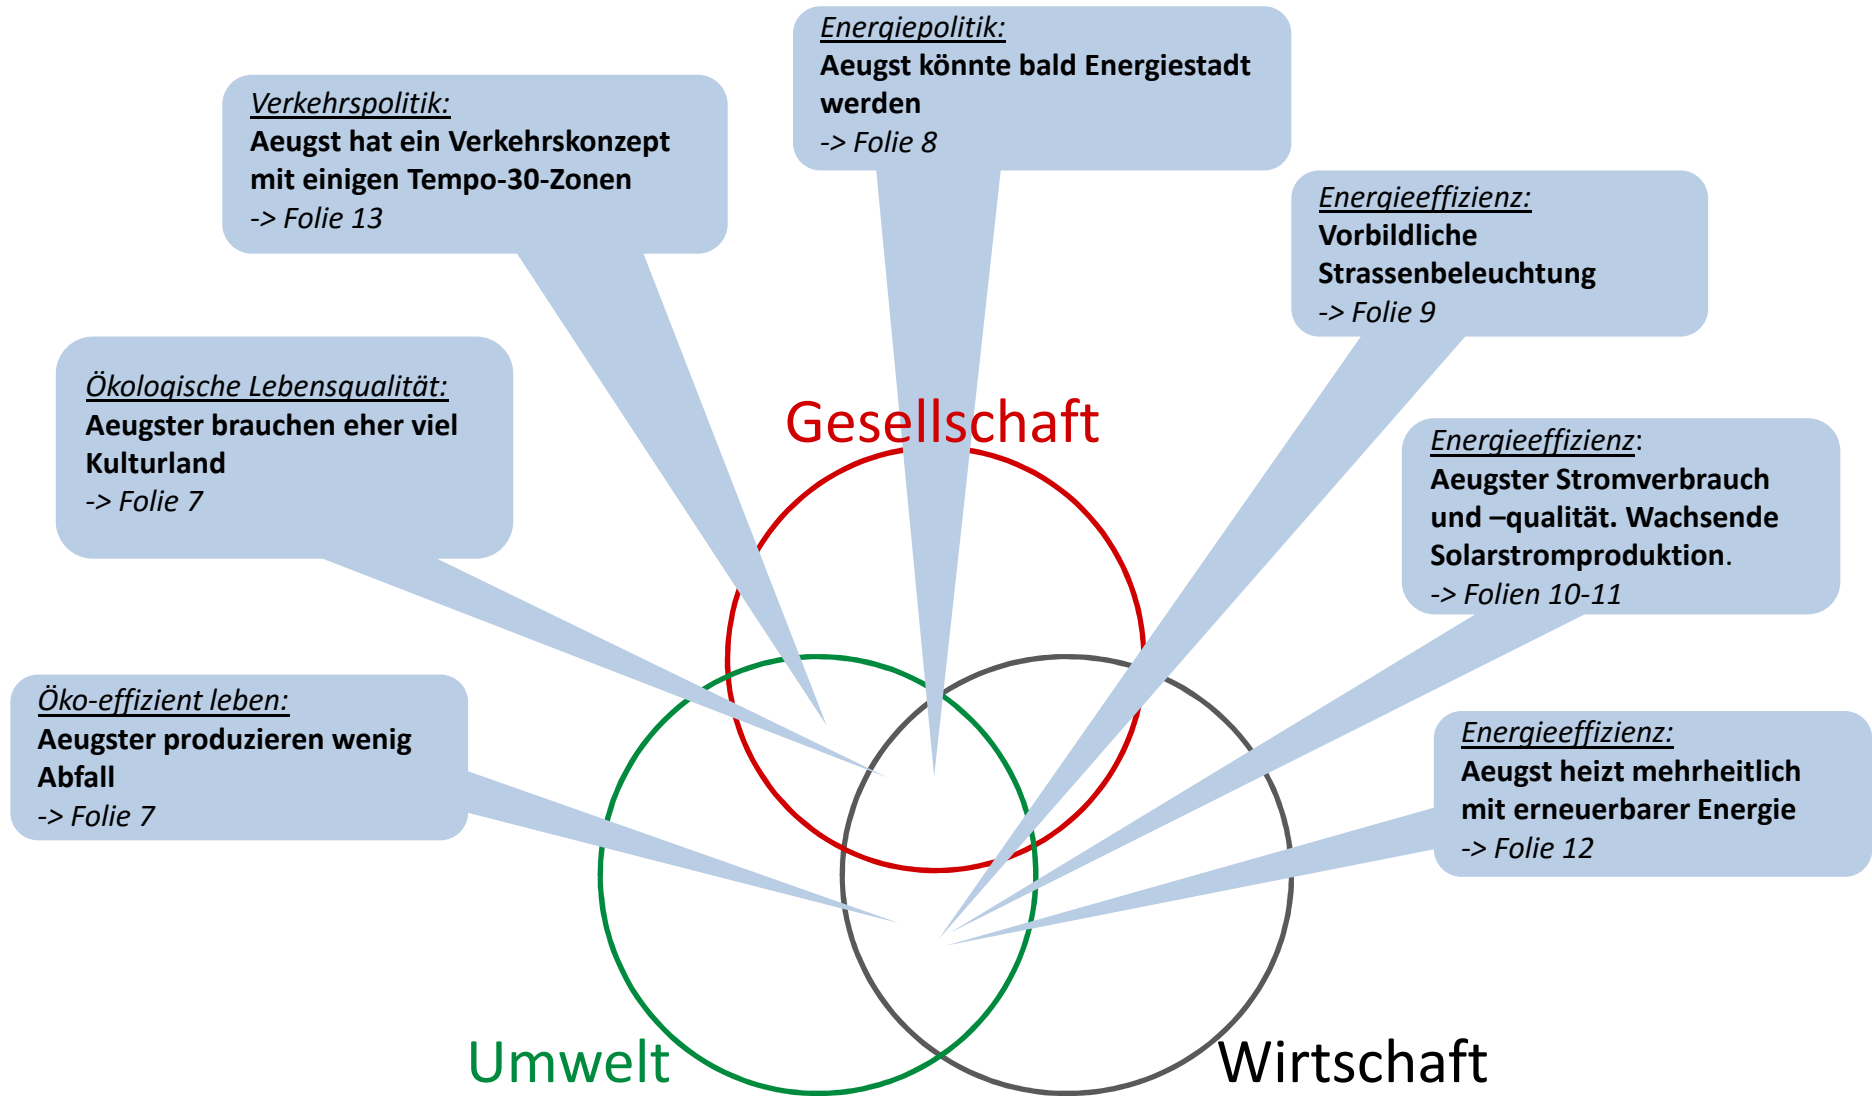 Energiepolitik:
Aeugst könnte bald Energiestadt
werden
-> Folie 8
Verkehrspolitik:
Aeugst hat ein Verkehrskonzept
mit einigen Tempo-30-Zonen
-> Folie 13
Energieeffizienz:
Vorbildliche
Strassenbeleuchtung
-> Folie 9
Ökologische Lebensqualität:
Aeugster brauchen eher viel
Kulturland
-> Folie 7
Gesellschaft
Energieeffizienz:
Aeugster Stromverbrauch
und –qualität. Wachsende
Solarstromproduktion.
-> Folien 10-11
Öko-effizient leben:
Aeugster produzieren wenig
Abfall
-> Folie 7
Energieeffizienz:
Aeugst heizt mehrheitlich
mit erneuerbarer Energie
-> Folie 12
Umwelt
Wirtschaft